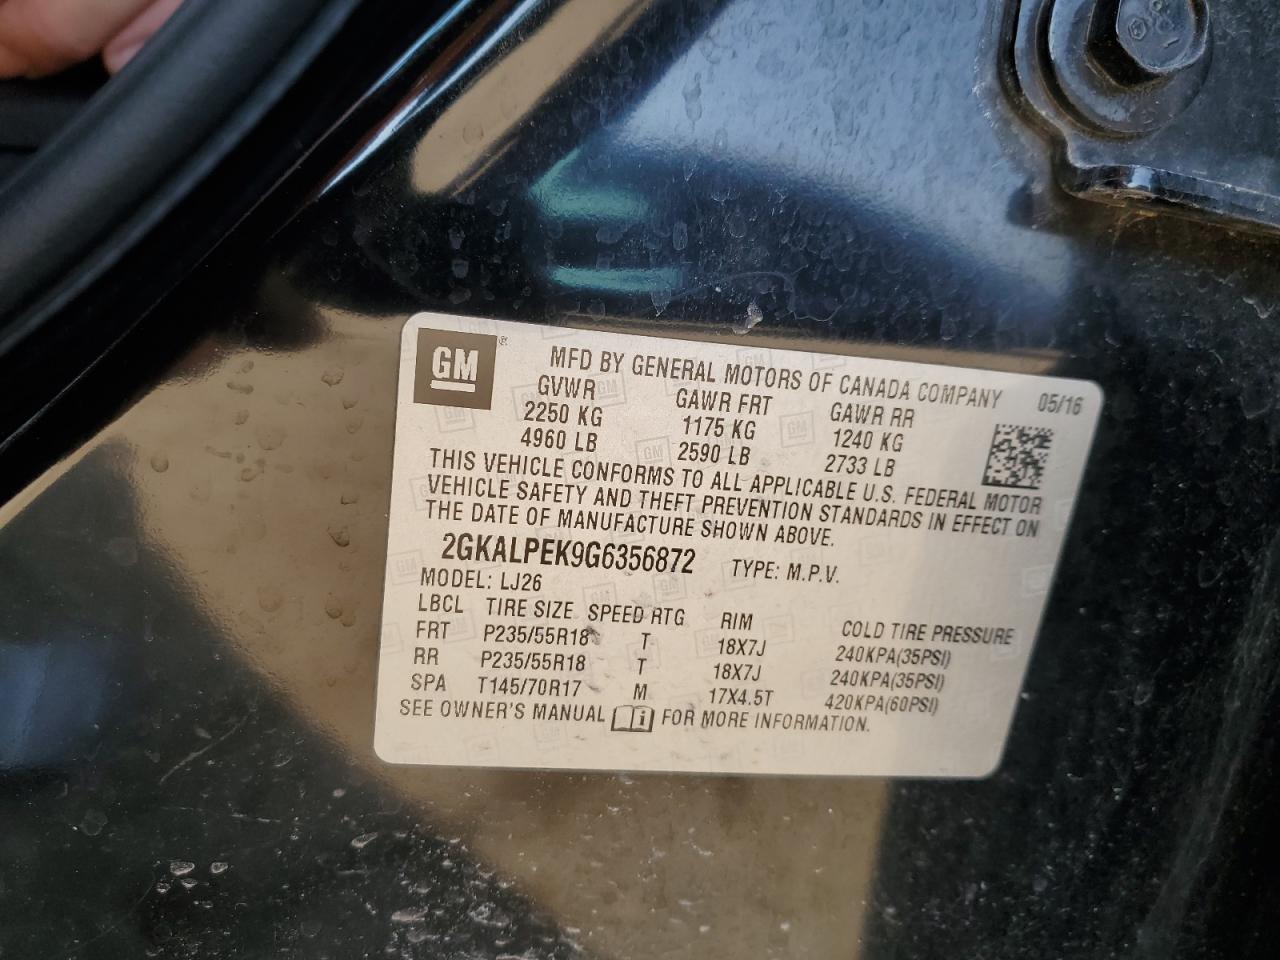 GM ®
MFD BY GENERAL MOTORS OF CANADA COMPANY 05/16
GVWR GAWR FRT GAWR RR
2250 KG 1175 KG 1240 KG
4960 LB 2590 LB 2733 LB
THIS VEHICLE CONFORMS TO ALL APPLICABLE U.S. FEDERAL MOTOR
VEHICLE SAFETY AND THEFT PREVENTION STANDARDS IN EFFECT ON
THE DATE OF MANUFACTURE SHOWN ABOVE.
2GKALPEK9G6356872 TYPE: M.P.V.
MODEL: LJ26
LBCL TIRE SIZE SPEED RTG RIM COLD TIRE PRESSURE
FRT P235/55R18 T 18X7J 240KPA(35PSI)
RR P235/55R18 T 18X7J 240KPA(35PSI)
SPA T145/70R17 M 17X4.5T 420KPA(60PSI)
SEE OWNER'S MANUAL i FOR MORE INFORMATION.